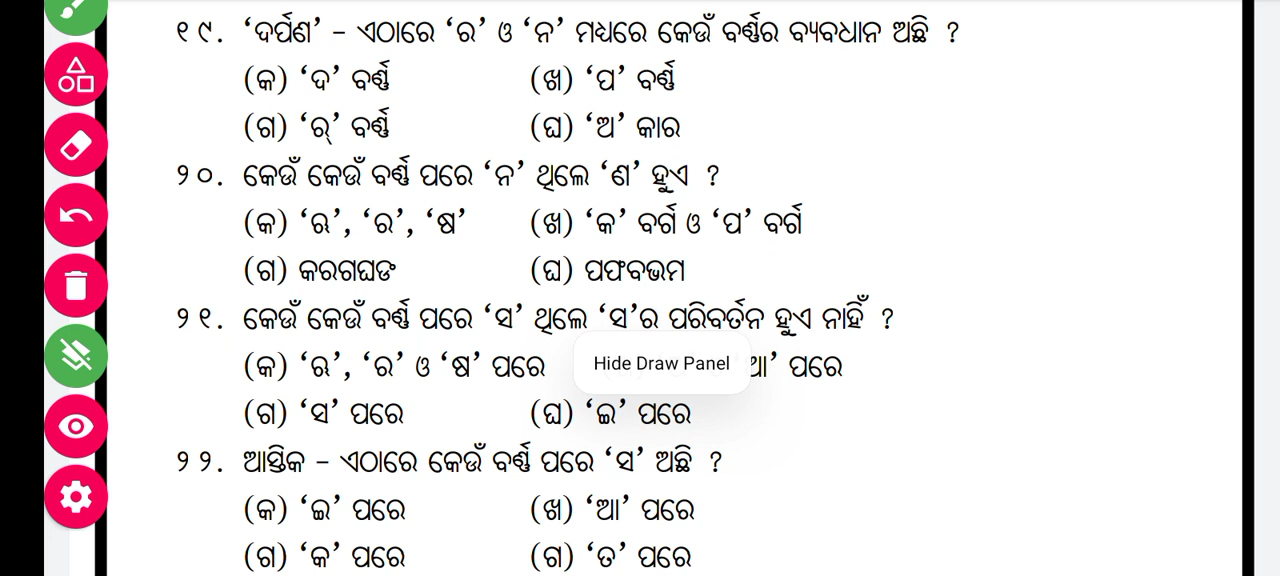 ୧୯. ‘ଦର୍ପଣ’ – ଏଠାରେ ‘ର’ ଓ ‘ନ’ ମଧ୍ୟରେ କେଉଁ ବର୍ଣ୍ଣର ବ୍ୟବଧାନ ଅଛି ?
(କ) ‘ଦ’ ବର୍ଣ୍ଣ (ଖ) ‘ପ’ ବର୍ଣ୍ଣ
(ଗ) ‘ର୍’ ବର୍ଣ୍ଣ (ଘ) ‘ଅ’ କାର
୨୦. କେଉଁ କେଉଁ ବର୍ଣ୍ଣ ପରେ ‘ନ’ ଥିଲେ ‘ଣ’ ହୁଏ ?
(କ) ‘ଋ’, ‘ର’, ‘ଷ’ (ଖ) ‘କ’ ବର୍ଗ ଓ ‘ପ’ ବର୍ଗ
(ଗ) କରଗଘଙ (ଘ) ପଫବଭମ
୨୧. କେଉଁ କେଉଁ ବର୍ଣ୍ଣ ପରେ ‘ସ’ ଥିଲେ ‘ସ’ର ପରିବର୍ତନ ହୁଏ ନାହିଁ ?
(କ) ‘ଋ’, ‘ର’ ଓ ‘ଷ’ ପରେ Hide Draw Panel ‘ଆ’ ପରେ
(ଗ) ‘ସ’ ପରେ (ଘ) ‘ଇ’ ପରେ
୨୨. ଆସ୍ତିକ – ଏଠାରେ କେଉଁ ବର୍ଣ୍ଣ ପରେ ‘ସ’ ଅଛି ?
(କ) ‘ଇ’ ପରେ (ଖ) ‘ଆ’ ପରେ
(ଗ) ‘କ’ ପରେ (ଗ) ‘ତ’ ପରେ